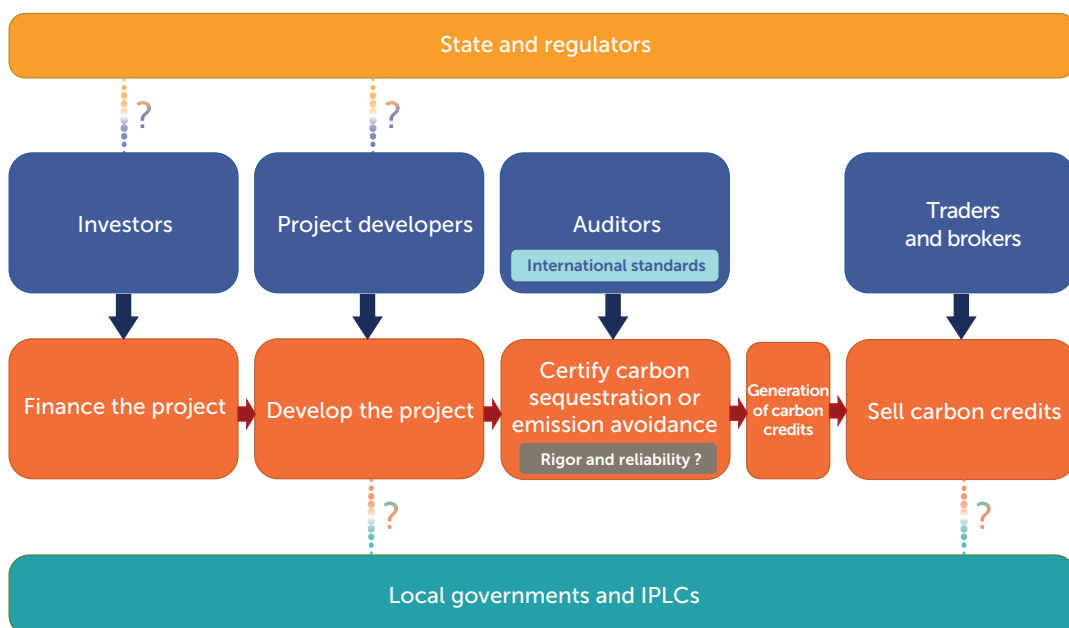 State and regulators
?
?
Investors
Project developers
Auditors
International standards
Traders
and brokers
Finance the project
Develop the project
Certify carbon
sequestration or
emission avoidance
Rigor and reliability ?
Generation
of carbon
credits
Sell carbon credits
?
?
Local governments and IPLCs